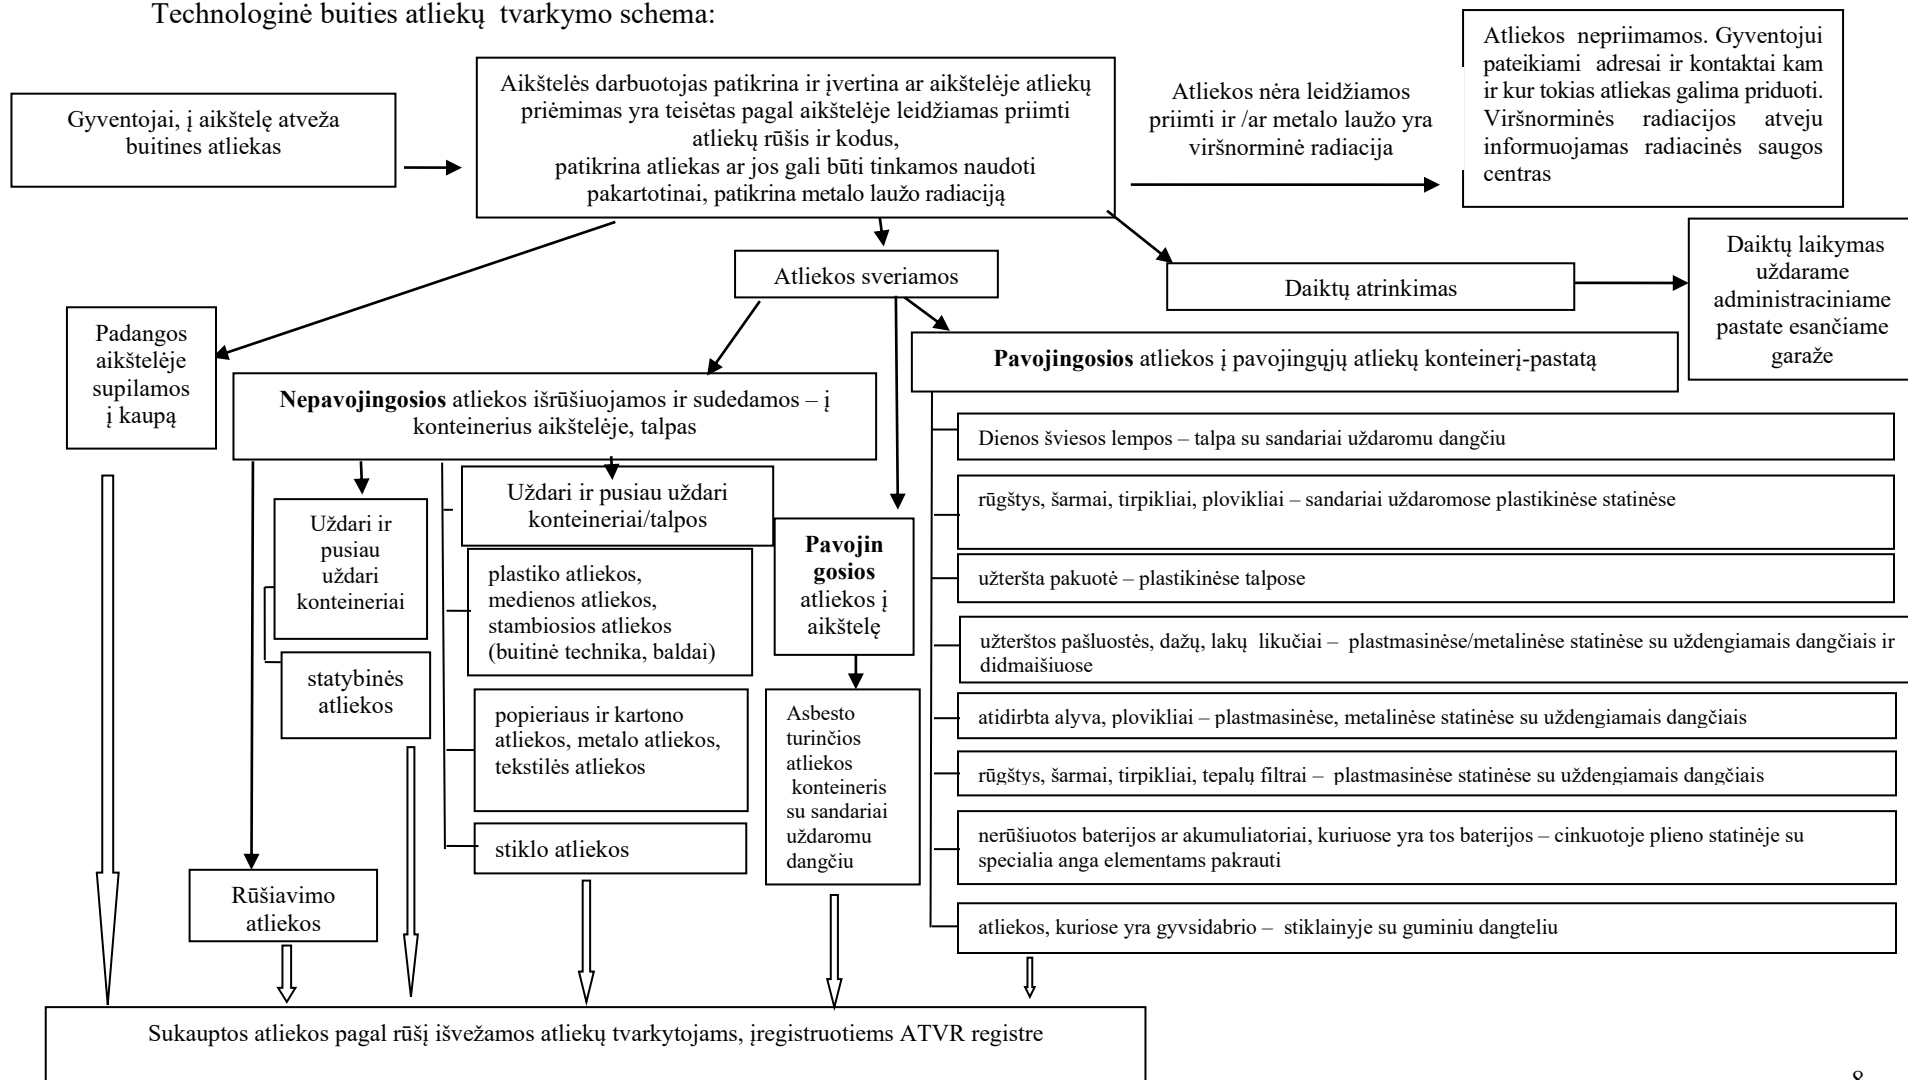 Technologinė buities atliekų tvarkymo schema:
Gyventojai, į aikštelę atveža
buitines atliekas
Aikštelės darbuotojas patikrina ir įvertina ar aikštelėje atliekų
priėmimas yra teisėtas pagal aikštelėje leidžiamas priimti
atliekų rūšis ir kodus,
patikrina atliekas ar jos gali būti tinkamos naudoti
pakartotinai, patikrina metalo laužo radiaciją
Atliekos nėra leidžiamos
priimti ir /ar metalo laužo yra
viršnorminė radiacija
Atliekos nepriimamos. Gyventojui
pateikiami adresai ir kontaktai kam
ir kur tokias atliekas galima priduoti.
Viršnorminės radiacijos atveju
informuojamas radiacinės saugos
centras
Atliekos sveriamos
Daiktų atrinkimas
Daiktų laikymas
uždarame
administraciniame
pastate esančiame
garaže
Padangos
aikštelėje
supilamos
į kaupą
Nepavojingosios atliekos išrūšiuojamos ir sudedamos – į
konteinerius aikštelėje, talpas
Pavojingosios atliekos į pavojingųjų atliekų konteinerį-pastatą
Uždari ir
pusiau
uždari
konteineriai
statybinės
atliekos
Rūšiavimo
atliekos
Uždari ir pusiau uždari
konteineriai/talpos
plastiko atliekos,
medienos atliekos,
stambiosios atliekos
(buitinė technika, baldai)
popieriaus ir kartono
atliekos, metalo atliekos,
tekstilės atliekos
stiklo atliekos
Pavojin
gosios
atliekos į
aikštelę
Asbesto
turinčios
atliekos
konteineris
su sandariai
uždaromu
dangčiu
Dienos šviesos lempos – talpa su sandariai uždaromu dangčiu
rūgštys, šarmai, tirpikliai, plovikliai – sandariai uždaromose plastikinėse statinėse
užteršta pakuotė – plastikinėse talpose
užterštos pašluostės, dažų, lakų likučiai – plastmasinėse/metalinėse statinėse su uždengiamais dangčiais ir
didmaišiuose
atidirbta alyva, plovikliai – plastmasinėse, metalinėse statinėse su uždengiamais dangčiais
rūgštys, šarmai, tirpikliai, tepalų filtrai – plastmasinėse statinėse su uždengiamais dangčiais
nerūšiuotos baterijos ar akumuliatoriai, kuriuose yra tos baterijos – cinkuotoje plieno statinėje su
specialia anga elementams pakrauti
atliekos, kuriose yra gyvsidabrio – stiklainyje su guminiu dangteliu
Sukauptos atliekos pagal rūšį išvežamos atliekų tvarkytojams, įregistruotiems ATVR registre
8